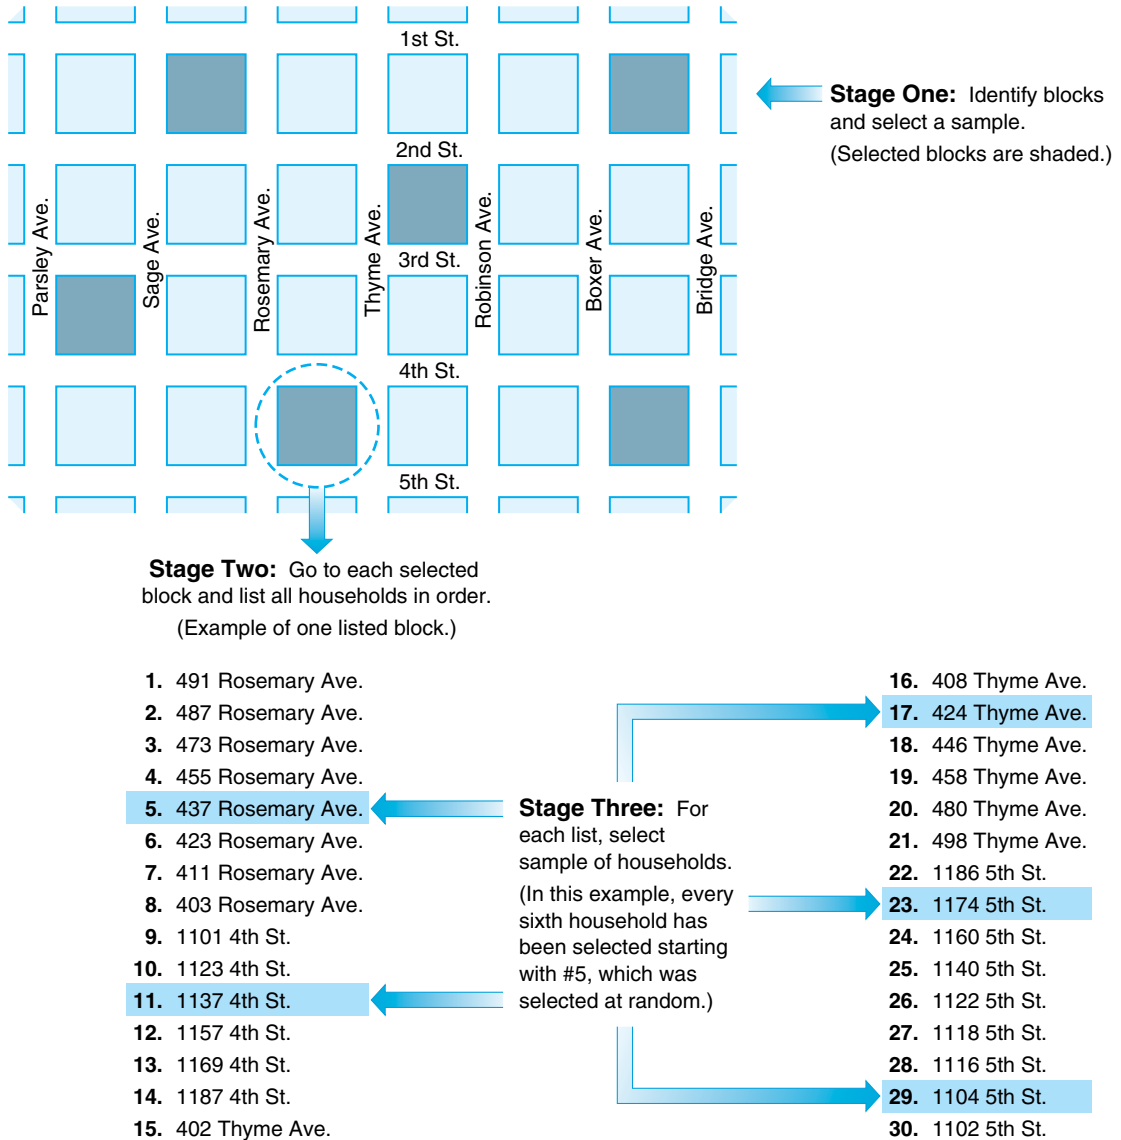 1st St.
2nd St.
3rd St.
4th St.
5th St.
Parsley Ave.
Sage Ave.
Rosemary Ave.
Thyme Ave.
Robinson Ave.
Boxer Ave.
Bridge Ave.
Stage One: Identify blocks
and select a sample.
(Selected blocks are shaded.)
Stage Two: Go to each selected
block and list all households in order.
(Example of one listed block.)
1. 491 Rosemary Ave.
2. 487 Rosemary Ave.
3. 473 Rosemary Ave.
4. 455 Rosemary Ave.
5. 437 Rosemary Ave.
6. 423 Rosemary Ave.
7. 411 Rosemary Ave.
8. 403 Rosemary Ave.
9. 1101 4th St.
10. 1123 4th St.
11. 1137 4th St.
12. 1157 4th St.
13. 1169 4th St.
14. 1187 4th St.
15. 402 Thyme Ave.
Stage Three: For
each list, select
sample of households.
(In this example, every
sixth household has
been selected starting
with #5, which was
selected at random.)
16. 408 Thyme Ave.
17. 424 Thyme Ave.
18. 446 Thyme Ave.
19. 458 Thyme Ave.
20. 480 Thyme Ave.
21. 498 Thyme Ave.
22. 1186 5th St.
23. 1174 5th St.
24. 1160 5th St.
25. 1140 5th St.
26. 1122 5th St.
27. 1118 5th St.
28. 1116 5th St.
29. 1104 5th St.
30. 1102 5th St.